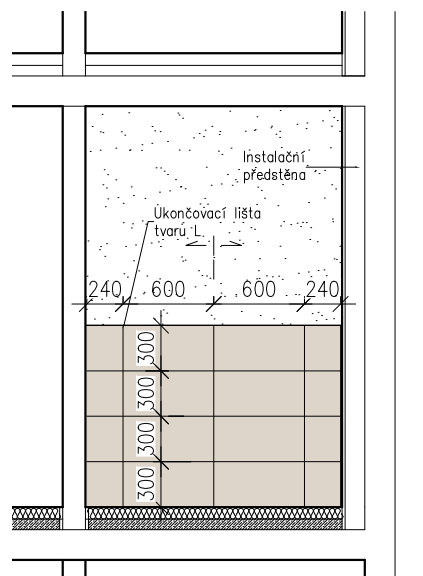 Instalační
předstěna
Ukončovací lišta
tvaru L
240 600 600 240
300
300
300
300